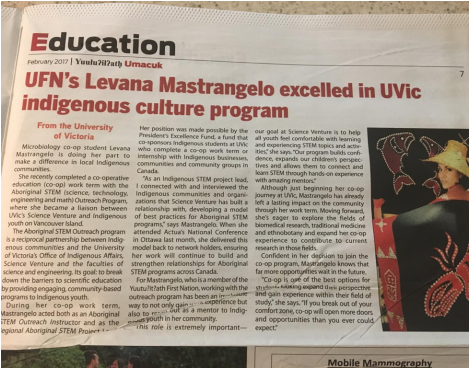 Education
February 2017 | Yuułuʔiłʔatḥ Umacuk
7
UFN's Levana Mastrangelo excelled in UVic
indigenous culture program
From the University
of Victoria
Microbiology co-op student Levana
Mastrangelo is doing her part to
make a difference in local Indigenous
communities.
She recently completed a co-operative
education (co-op) work term with the
Aboriginal STEM (science, technology,
engineering and math) Outreach Program,
where she became a liaison between
UVic's Science Venture and Indigenous
youth on Vancouver Island.
The Aboriginal STEM Outreach program
is a reciprocal partnership between Indig-
enous communities and the University
of Victoria's Office of Indigenous Affairs,
Science Venture and the faculties of
science and engineering. Its goal: to break
down the barriers to scientific education
by providing engaging, community-based
programs to Indigenous youth.
During her co-op work term,
Mastrangelo acted both as an Aboriginal
STEM Outreach Instructor and as the
Regional Aboriginal STEM Project
Her position was made possible by the
President's Excellence Fund, a fund that
co-sponsors Indigenous students at UVic
who complete a co-op work term or
internship with Indigenous businesses,
communities and community groups in
Canada.
"As an Indigenous STEM project lead,
I connected with and interviewed the
Indigenous communities and organi-
zations that Science Venture has built a
relationship with, developing a model
of best practices for Aboriginal STEM
programs," says Mastrangelo. When she
attended Actua's National Conference
in Ottawa last month, she delivered this
model back to network holders, ensuring
her work will continue to build and
strengthen relationships for Aboriginal
STEM programs across Canada.
For Mastrangelo, who is a member of the
Yuułuʔiłʔatḥ First Nation, working with the
outreach program has been an
way to not only gain experience but
also to out as a mentor to Indig-
youth in her community.
"This role is extremely important—
our goal at Science Venture is to help
all youth feel comfortable with learning
and experiencing STEM topics and activ-
ities," she says. "Our program builds confi-
dence, expands our children's perspec-
tives and allows them to connect and
learn STEM through hands-on experience
with amazing mentors."
Although just beginning her co-op
journey at UVic, Mastrangelo has already
left a lasting impact on the community
through her work term. Moving forward,
she's eager to explore the fields of
biomedical research, traditional medicine
and ethnobotany and expand her co-op
experience to contribute to current
research in those fields.
Confident in her decision to join the
co-op program, Mastrangelo knows that
far more opportunities wait in the future.
"Co-op is one of the best options for
looking expand their perspective
and gain experience within their field of
study," she says. "If you break out of your
comfort zone, co-op will open more doors
and opportunities than you ever could
expect."
Mobile Mammography